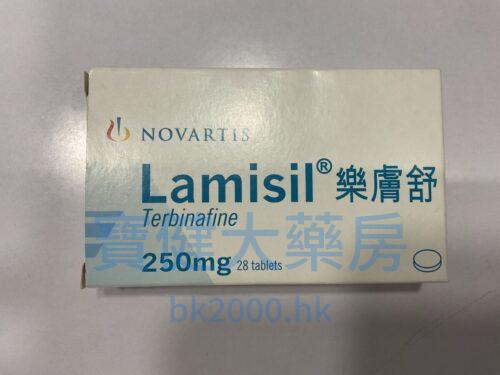 NOVARTIS
Lamisil® 樂膚舒
Terbinafine
寶健大藥房
250mg 28 tablets
bk2000.hk